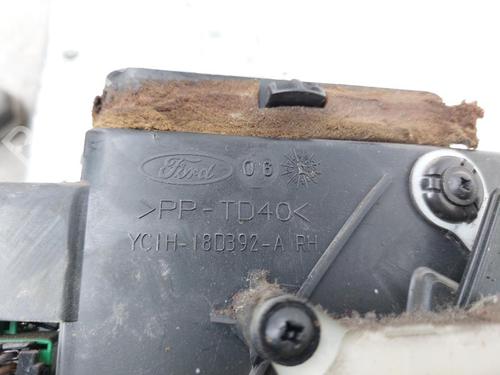 Ford 06
>PP-TD40<
YC1H-18D392-A RH